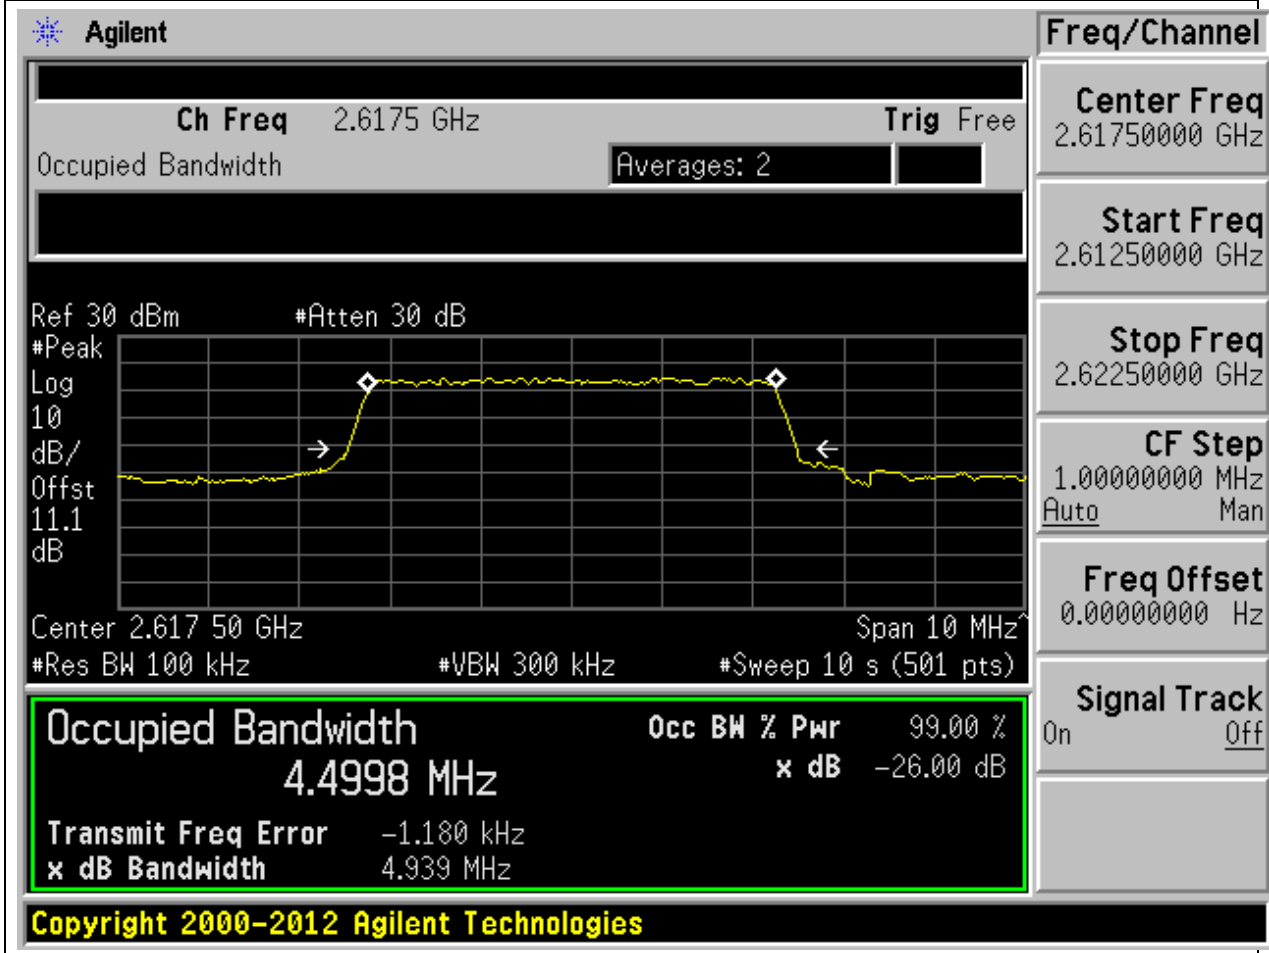 Agilent
Freq/Channel
Ch Freq 2.6175 GHz Trig Free
Occupied Bandwidth Averages: 2
Center Freq
2.61750000 GHz
Start Freq
2.61250000 GHz
Stop Freq
2.62250000 GHz
CF Step
1.00000000 MHz
Auto Man
Freq Offset
0.00000000 Hz
Signal Track
On Off
Ref 30 dBm #Atten 30 dB
#Peak
Log
10
dB/
Offst
11.1
dB
Center 2.617 50 GHz Span 10 MHz^
#Res BW 100 kHz #VBW 300 kHz #Sweep 10 s (501 pts)
Occupied Bandwidth Occ BW % Pwr 99.00 %
4.4998 MHz x dB -26.00 dB
Transmit Freq Error -1.180 kHz
x dB Bandwidth 4.939 MHz
Copyright 2000-2012 Agilent Technologies